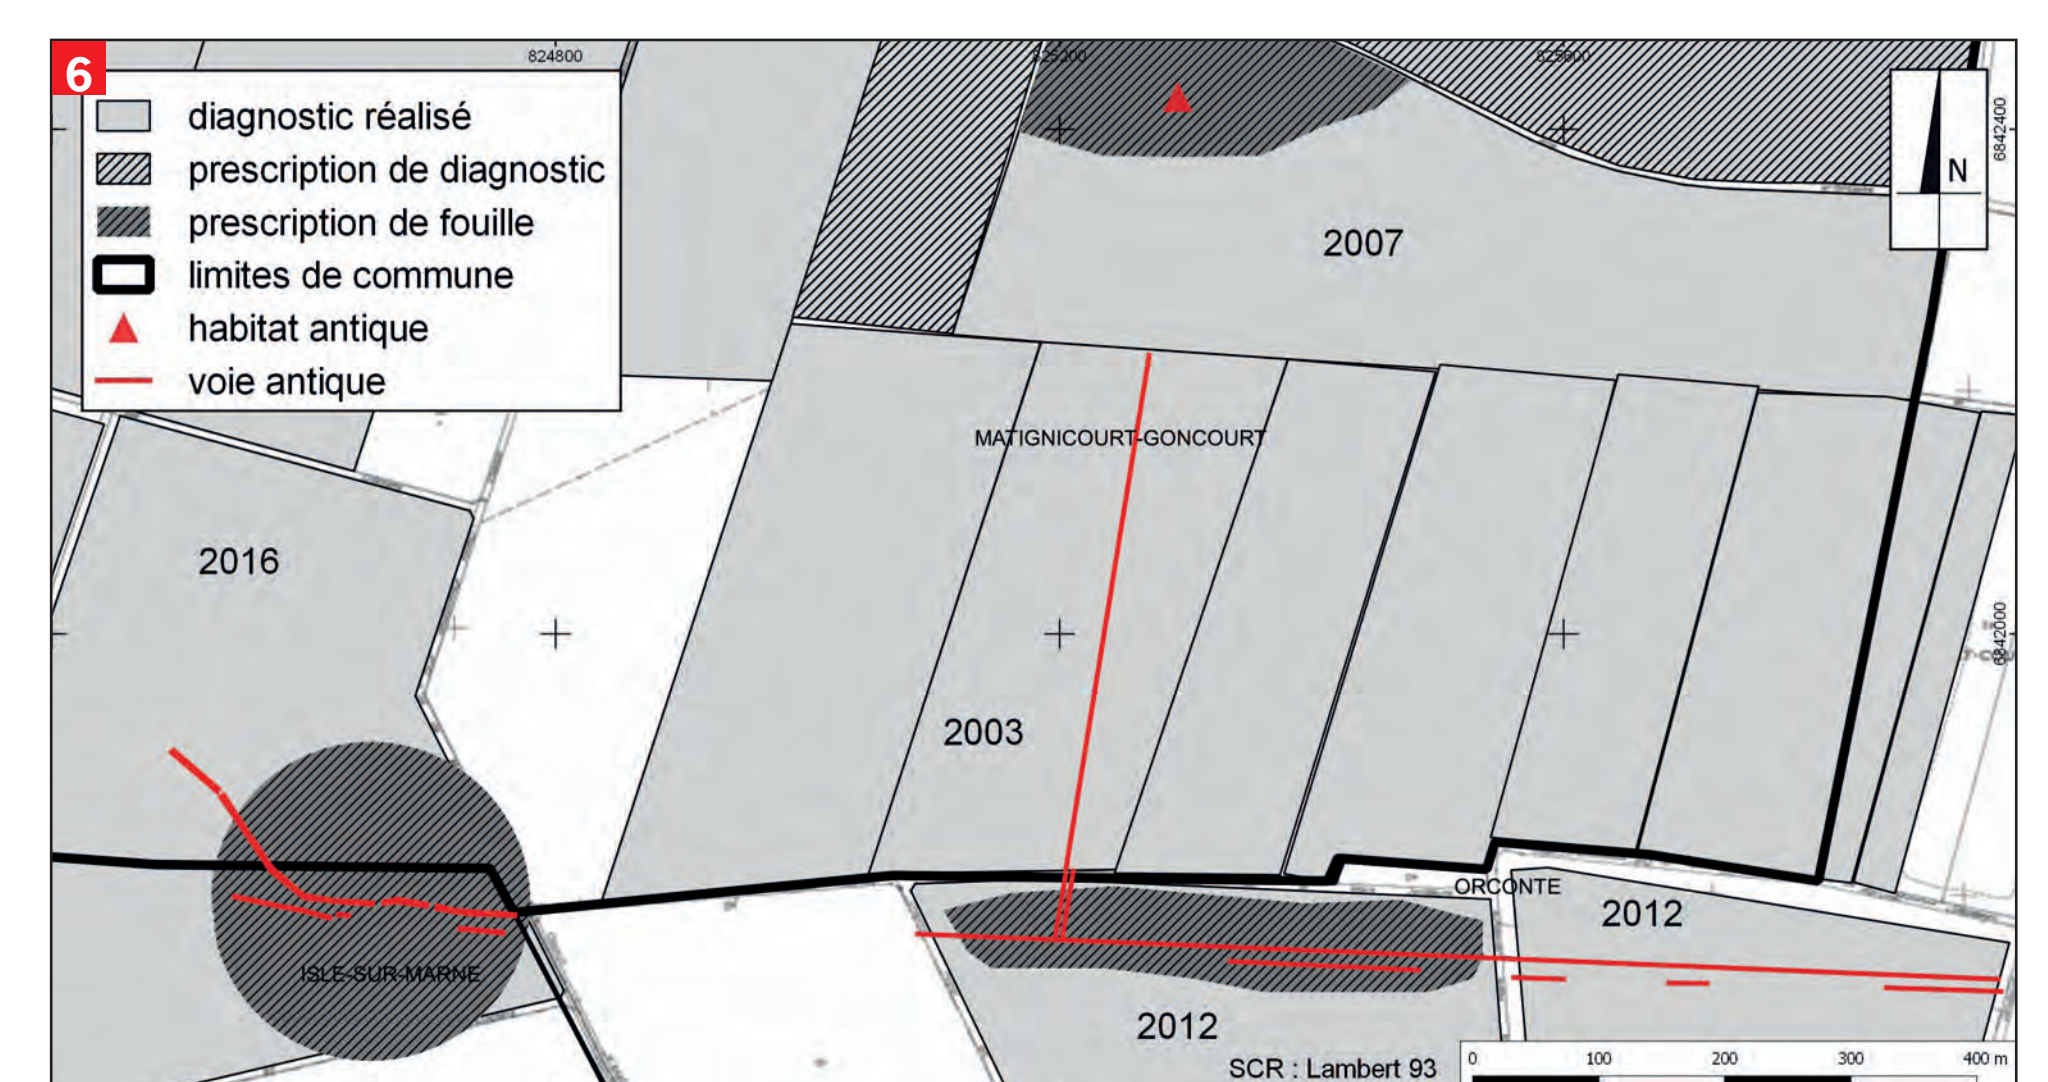 6
824800
825200
825600
diagnostic réalisé
prescription de diagnostic
prescription de fouille
limites de commune
habitat antique
voie antique
6842400
N
2007
MATIGNICOURT-GONCOURT
2016
6842000
2003
ORCONTE
2012
ISLE-SUR-MARNE
2012
SCR : Lambert 93
0 100 200 300 400 m